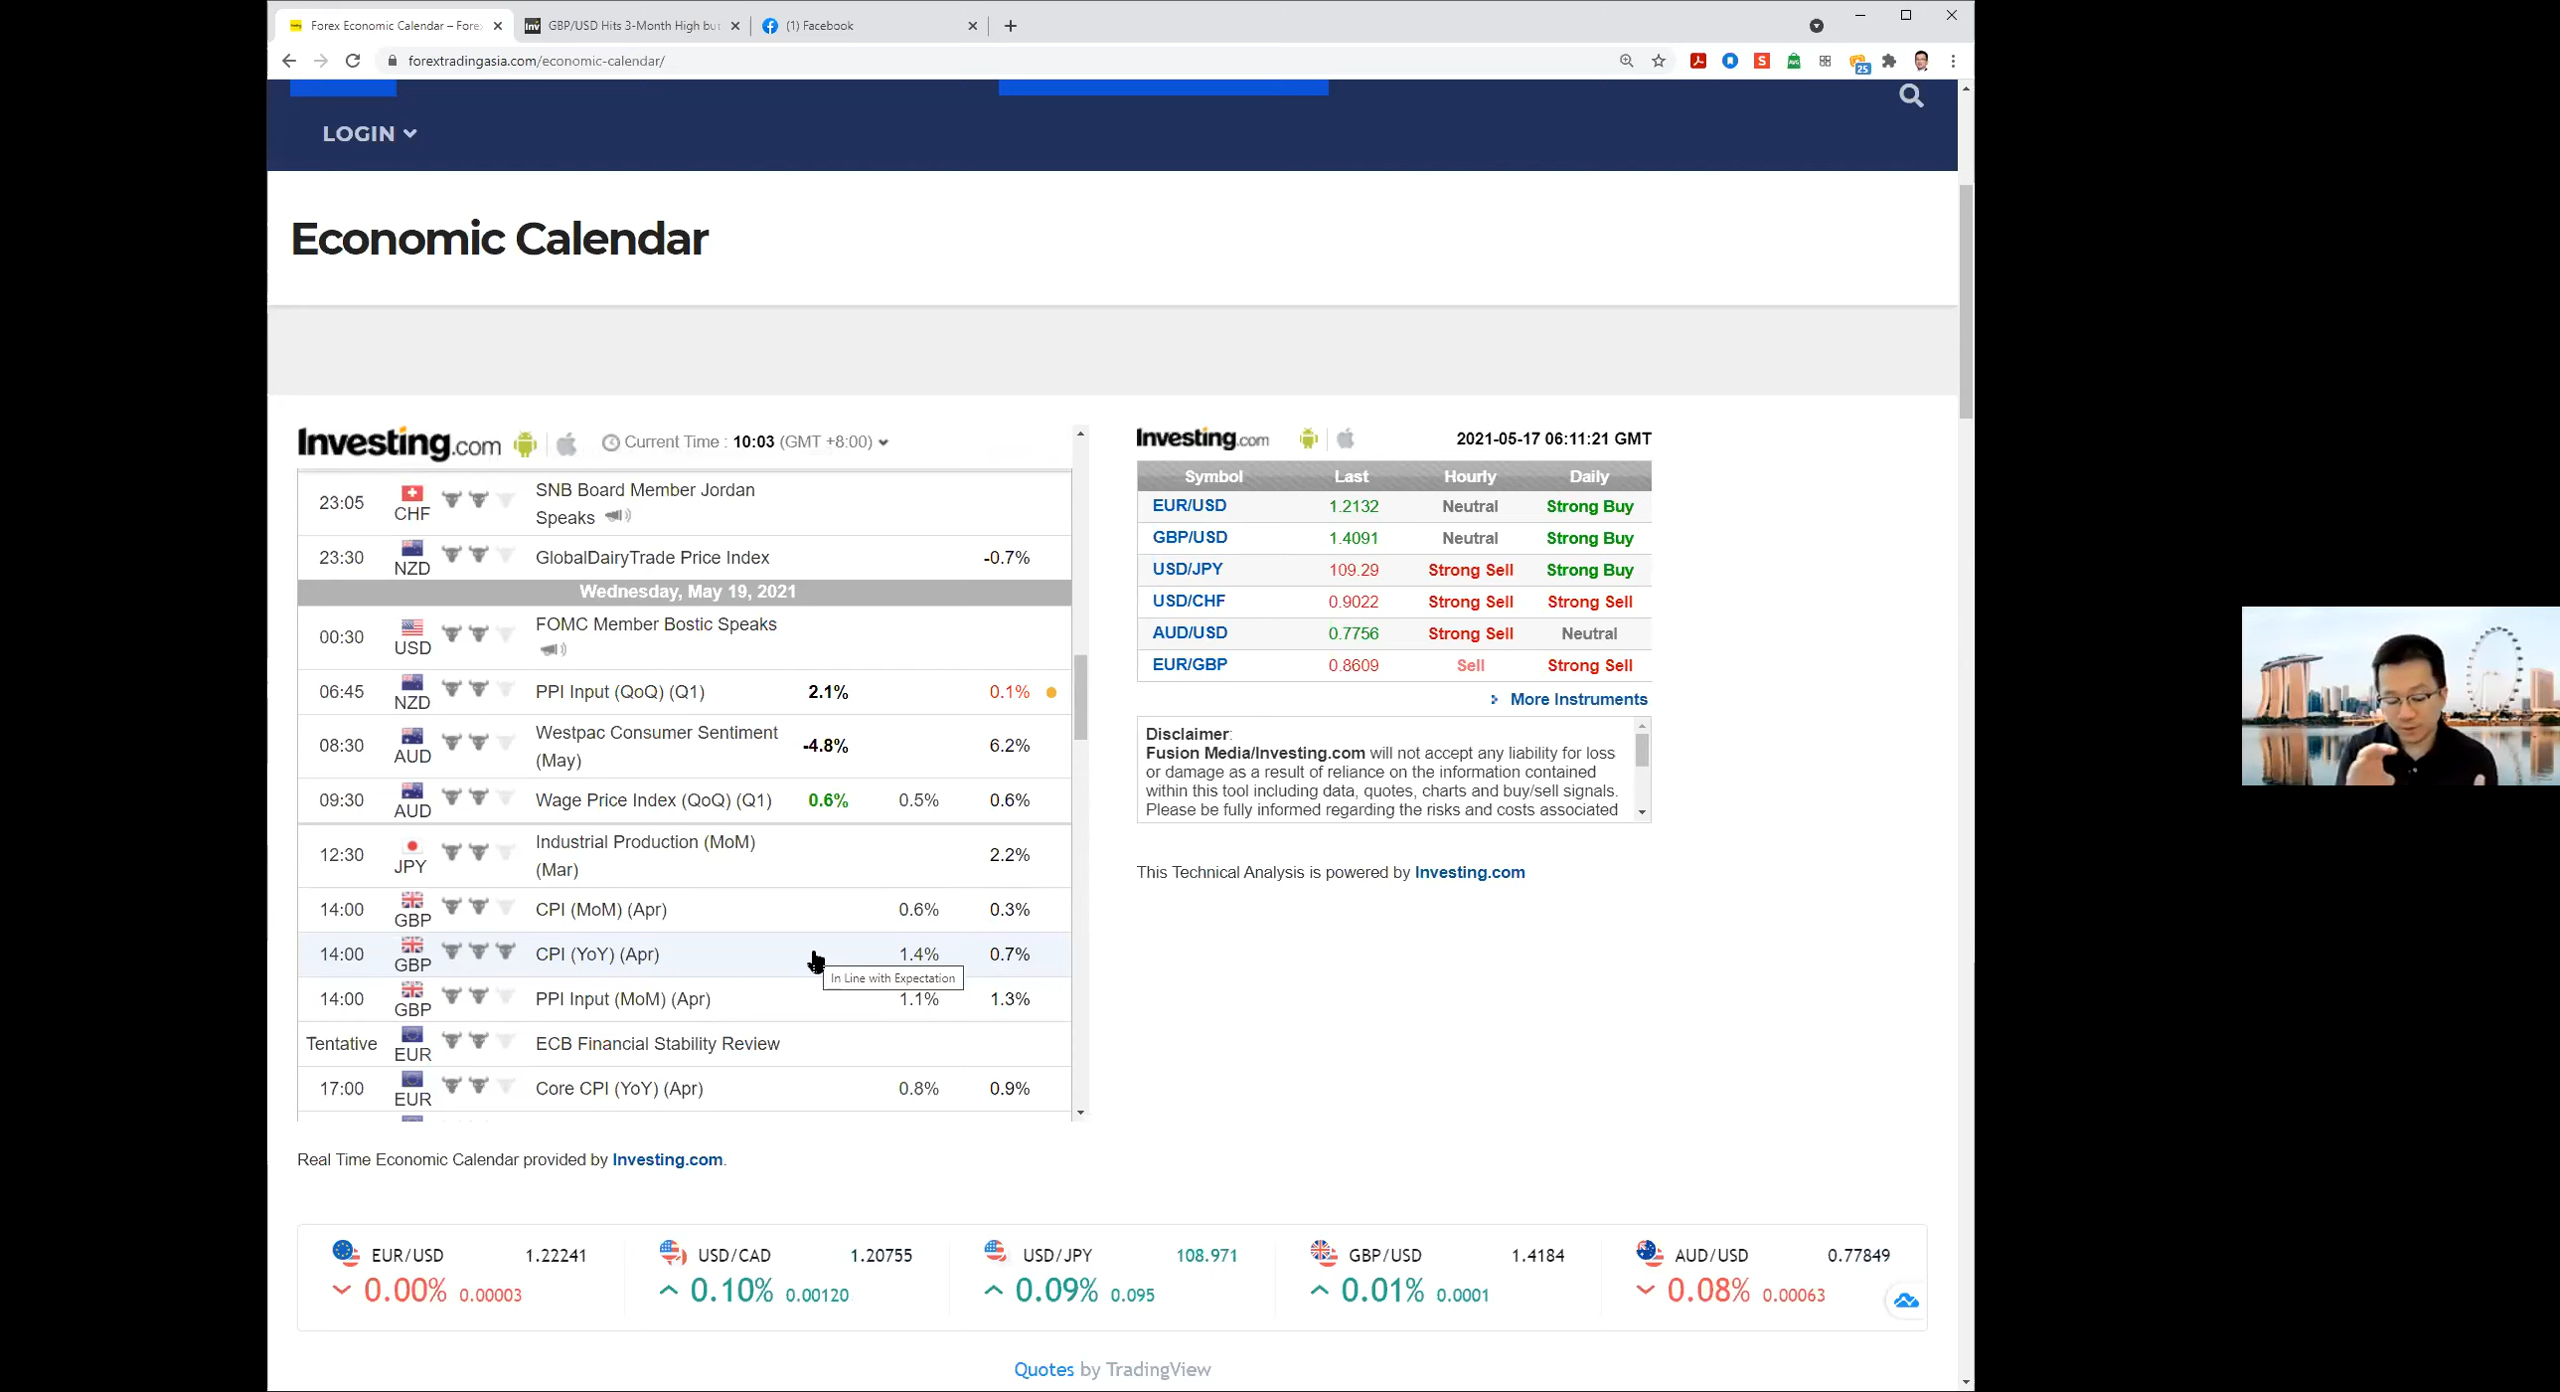 Forex Economic Calendar – Fore
GBP/USD Hits 3-Month High but
(1) Facebook
forextradingasia.com/economic-calendar/
25
LOGIN
Economic Calendar
Investing.com
Current Time : 10:03 (GMT +8:00)
23:05 CHF SNB Board Member Jordan
Speaks
23:30 NZD GlobalDairyTrade Price Index -0.7%
Wednesday, May 19, 2021
00:30 USD FOMC Member Bostic Speaks
06:45 NZD PPI Input (QoQ) (Q1) 2.1% 0.1%
08:30 AUD Westpac Consumer Sentiment
(May) -4.8% 6.2%
09:30 AUD Wage Price Index (QoQ) (Q1) 0.6% 0.5% 0.6%
12:30 JPY Industrial Production (MoM)
(Mar) 2.2%
14:00 GBP CPI (MoM) (Apr) 0.6% 0.3%
14:00 GBP CPI (YoY) (Apr) 1.4% 0.7%
In Line with Expectation
14:00 GBP PPI Input (MoM) (Apr) 1.1% 1.3%
Tentative EUR ECB Financial Stability Review
17:00 EUR Core CPI (YoY) (Apr) 0.8% 0.9%
Real Time Economic Calendar provided by Investing.com.
Investing.com 2021-05-17 06:11:21 GMT
Symbol Last Hourly Daily
EUR/USD 1.2132 Neutral Strong Buy
GBP/USD 1.4091 Neutral Strong Buy
USD/JPY 109.29 Strong Sell Strong Buy
USD/CHF 0.9022 Strong Sell Strong Sell
AUD/USD 0.7756 Strong Sell Neutral
EUR/GBP 0.8609 Sell Strong Sell
More Instruments
Disclaimer:
Fusion Media/Investing.com will not accept any liability for loss
or damage as a result of reliance on the information contained
within this tool including data, quotes, charts and buy/sell signals.
Please be fully informed regarding the risks and costs associated
This Technical Analysis is powered by Investing.com
EUR/USD 1.22241
0.00% 0.00003
USD/CAD 1.20755
0.10% 0.00120
USD/JPY 108.971
0.09% 0.095
GBP/USD 1.4184
0.01% 0.0001
AUD/USD 0.77849
0.08% 0.00063
Quotes by TradingView